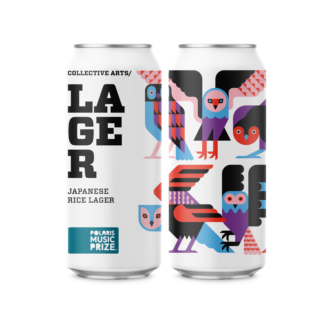 COLLECTIVE ARTS/
LA
GE
R
JAPANESE
RICE LAGER
POLARIS
MUSIC
PRIZE